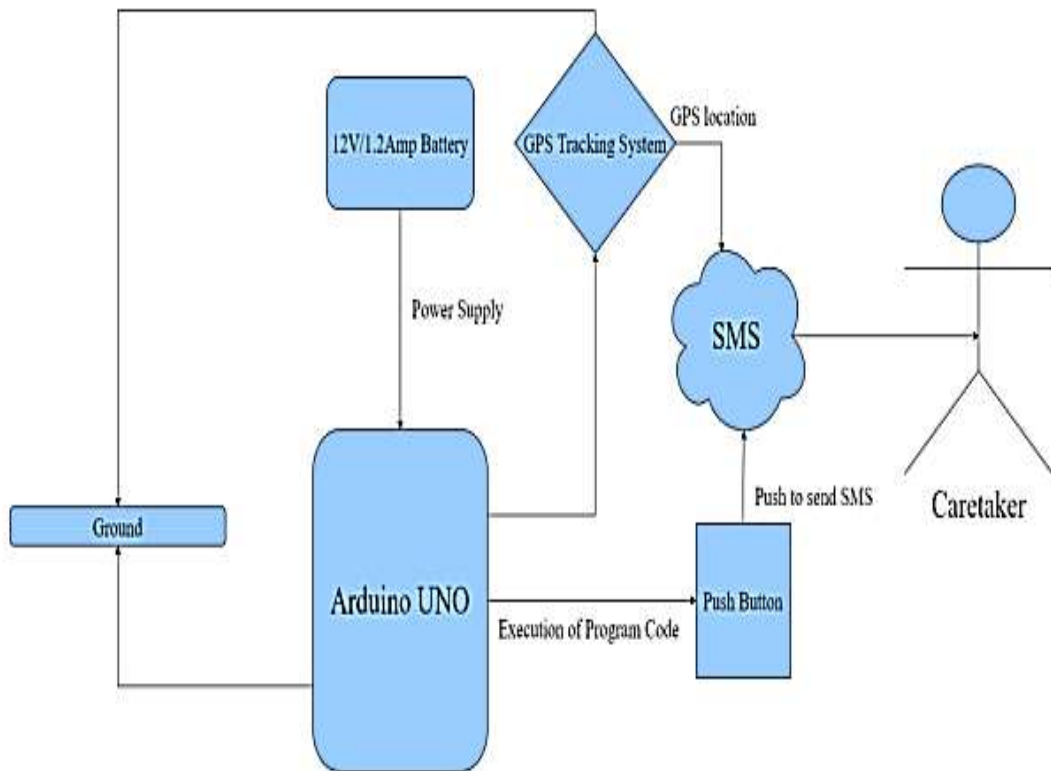 GPS location
12V/1.2Amp Battery
GPS Tracking System
Power Supply
SMS
Push to send SMS
Caretaker
Ground
Arduino UNO
Push Button
Execution of Program Code